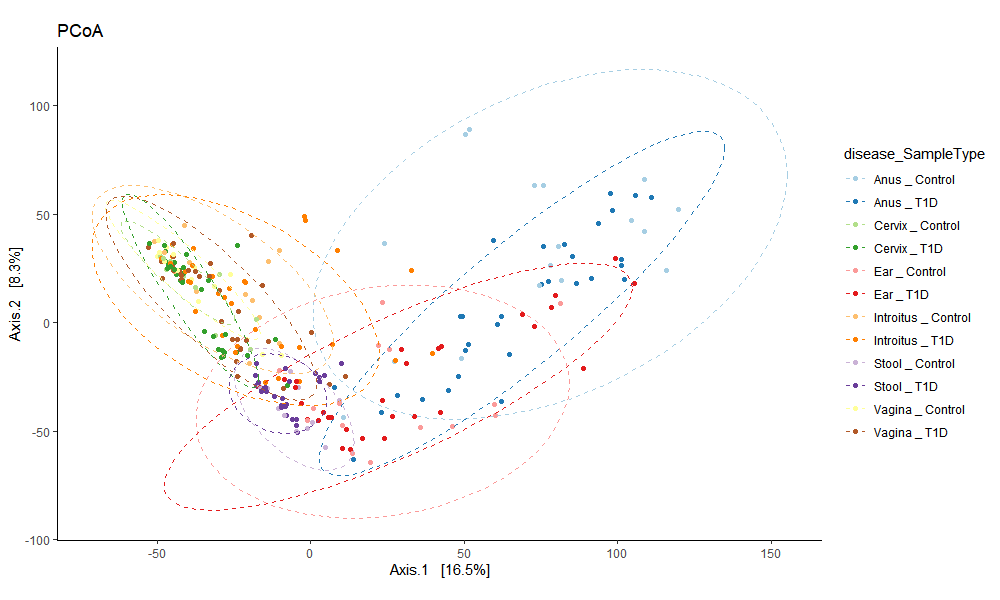 PCoA
Axis.2 [8.3%]
100
50
0
-50
-100
-50
0
50
100
150
Axis.1 [16.5%]
disease_SampleType
Anus _ Control
Anus _ T1D
Cervix _ Control
Cervix _ T1D
Ear _ Control
Ear _ T1D
Introitus _ Control
Introitus _ T1D
Stool _ Control
Stool _ T1D
Vagina _ Control
Vagina _ T1D